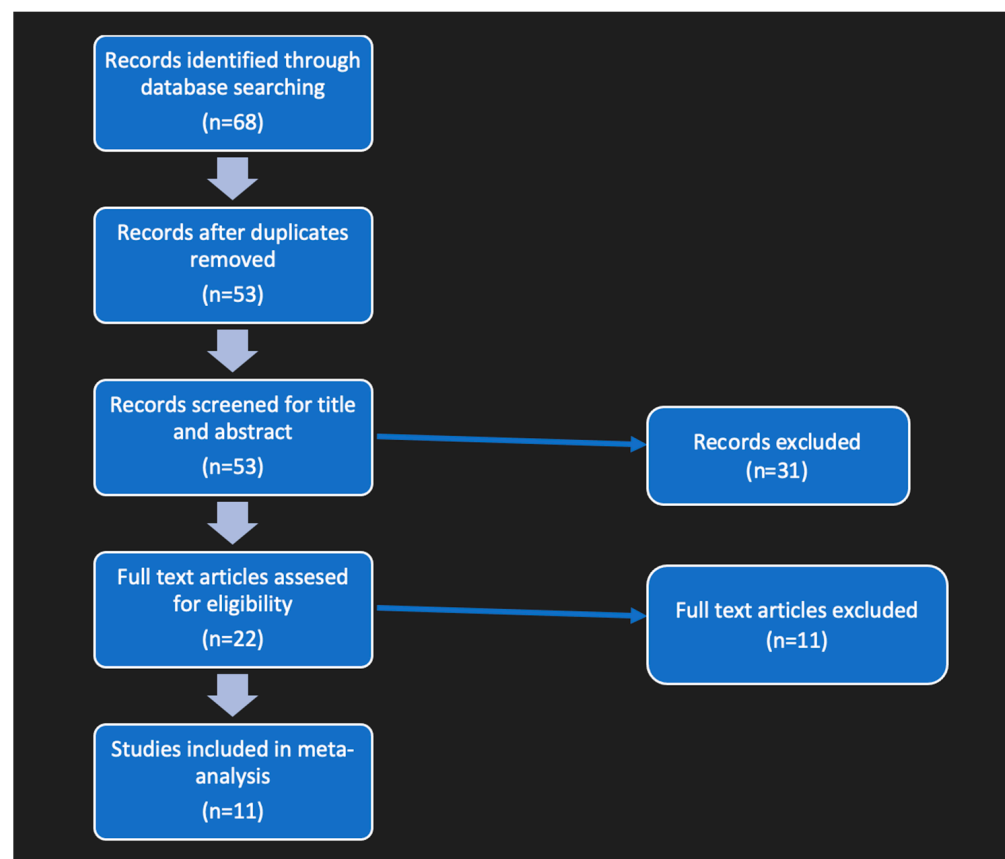 Records identified through
database searching
(n=68)
Records after duplicates
removed
(n=53)
Records screened for title
and abstract
(n=53)
Records excluded
(n=31)
Full text articles assesed
for eligibility
(n=22)
Full text articles excluded
(n=11)
Studies included in meta-
analysis
(n=11)